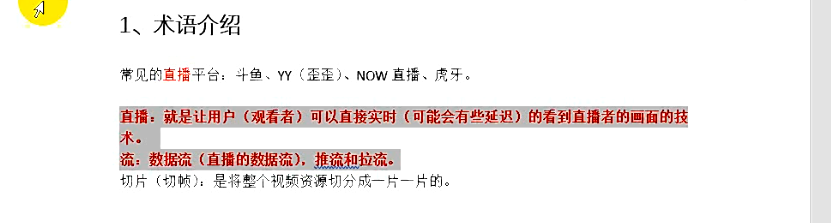 1、术语介绍
常见的直播平台：斗鱼、YY（歪歪）、NOW 直播、虎牙。
直播：就是让用户（观看者）可以直接实时（可能会有些延迟）的看到直播者的画面的技
术。
流：数据流（直播的数据流），推流和拉流。
切片（切帧）：是将整个视频资源切分成一片一片的。